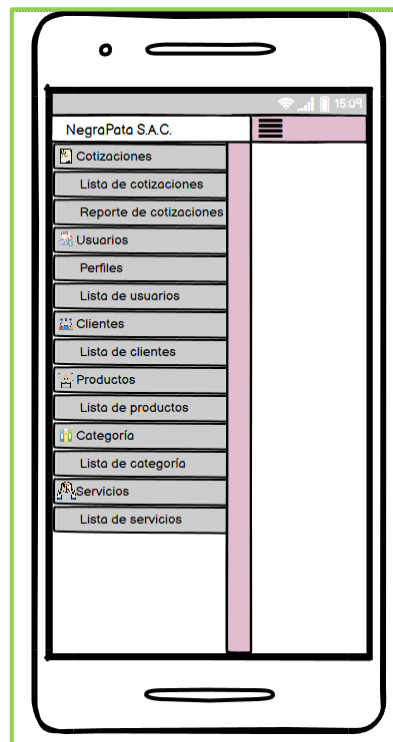 15:09
NegraPata S.A.C.
Cotizaciones
Lista de cotizaciones
Reporte de cotizaciones
Usuarios
Perfiles
Lista de usuarios
Clientes
Lista de clientes
Productos
Lista de productos
Categoría
Lista de categoría
Servicios
Lista de servicios